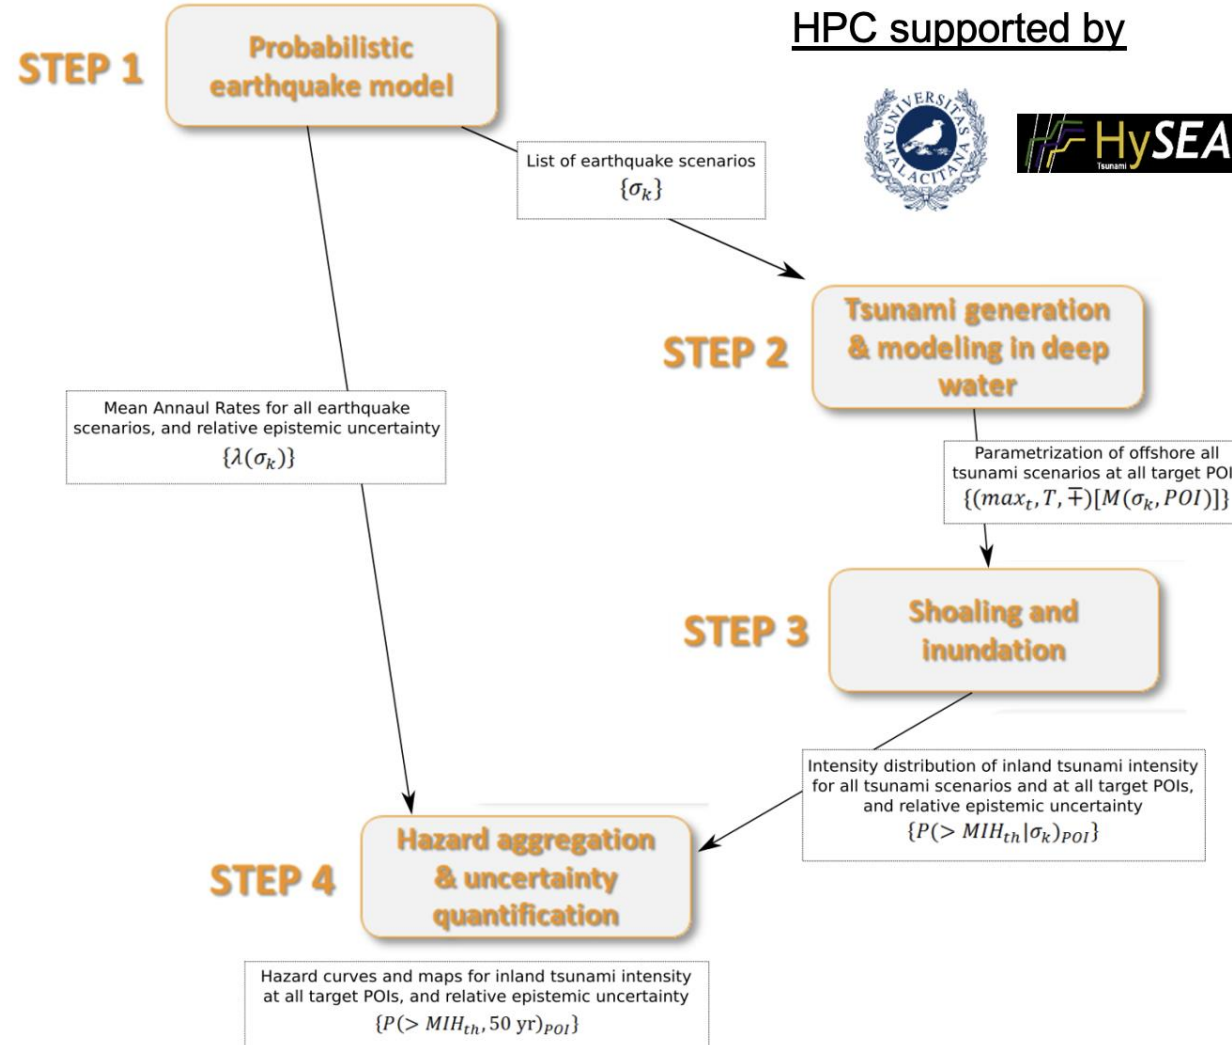 HPC supported by
STEP 1
Probabilistic
earthquake model
UNIVERSITAS
MALACITANA
HySEA
Tsunami
List of earthquake scenarios
{σ_k}
STEP 2
Tsunami generation
& modeling in deep
water
Mean Annaul Rates for all earthquake
scenarios, and relative epistemic uncertainty
{λ(σ_k)}
Parametrization of offshore all
tsunami scenarios at all target POI
{(max_t, T, ∓)[M(σ_k, POI)]}
STEP 3
Shoaling and
inundation
Intensity distribution of inland tsunami intensity
for all tsunami scenarios and at all target POIs,
and relative epistemic uncertainty
{P(> MIH_th|σ_k)_POI}
STEP 4
Hazard aggregation
& uncertainty
quantification
Hazard curves and maps for inland tsunami intensity
at all target POIs, and relative epistemic uncertainty
{P(> MIH_th, 50 yr)_POI}